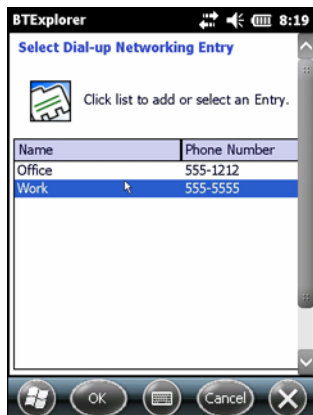 BTExplorer 8:19
Select Dial-up Networking Entry
Click list to add or select an Entry.
Name Phone Number
Office 555-1212
Work 555-5555
OK Cancel